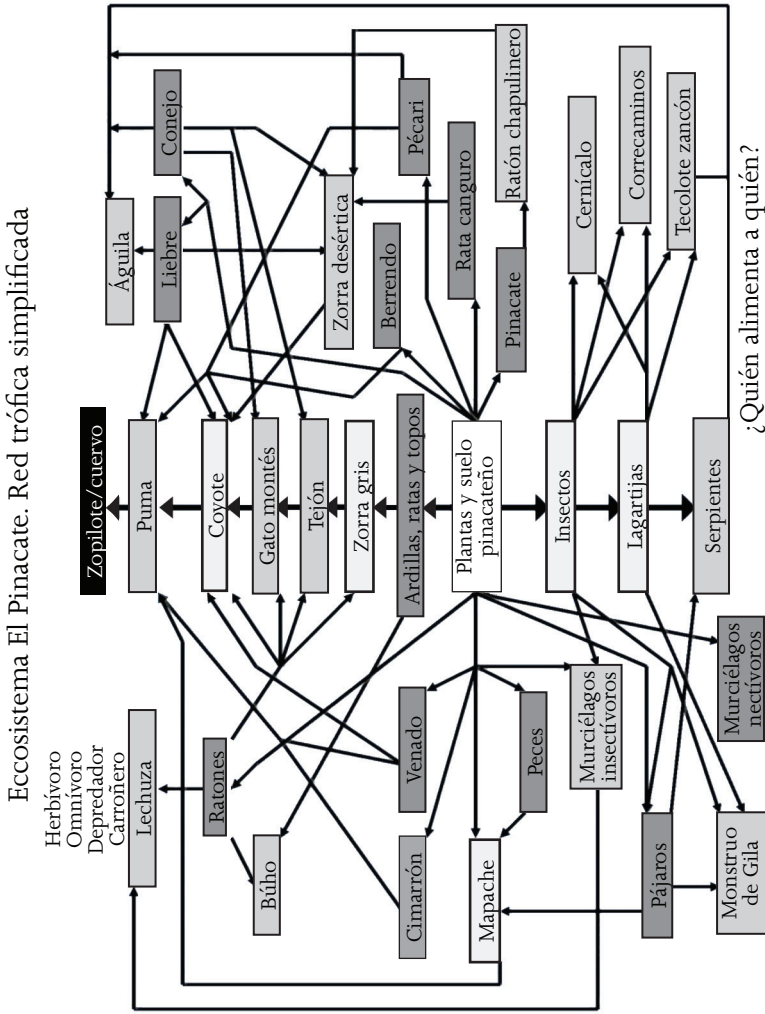 Eccosistema El Pinacate. Red trófica simplificada
Herbívoro
Omnívoro
Depredador
Carroñero
Zopilote/cuervo
Lechuza
Puma
Águila
Liebre
Conejo
Ratones
Coyote
Búho
Gato montés
Tejón
Zorra desértica
Zorra gris
Berrendo
Pécari
Cimarrón
Venado
Ardillas, ratas y topos
Rata canguro
Mapache
Peces
Plantas y suelo
pinacateño
Pinacate
Ratón chapulinero
Murciélagos
insectívoros
Insectos
Cernícalo
Pájaros
Lagartijas
Correcaminos
Monstruo
de Gila
Murciélagos
nectívoros
Serpientes
Tecolote zancón
¿Quién alimenta a quién?